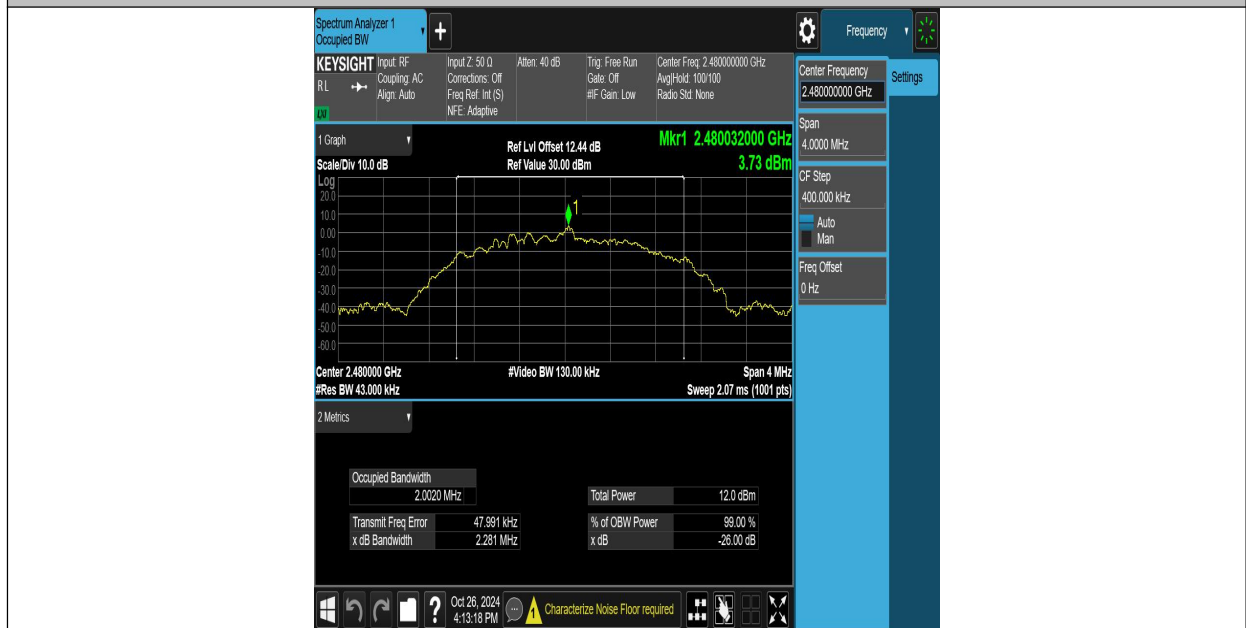 Spectrum Analyzer 1
Occupied BW
+
Frequency
KEYSIGHT
RL
LXI
Input: RF
Coupling: AC
Align: Auto
Input Z: 50 Ω
Corrections: Off
Freq Ref: Int (S)
NFE: Adaptive
Atten: 40 dB
Trig: Free Run
Gate: Off
#IF Gain: Low
Center Freq: 2.480000000 GHz
Avg|Hold: 100/100
Radio Std: None
Center Frequency
2.480000000 GHz
Settings
Span
4.0000 MHz
CF Step
400.000 kHz
Auto
Man
Freq Offset
0 Hz
1 Graph
Scale/Div 10.0 dB
Ref Lvl Offset 12.44 dB
Ref Value 30.00 dBm
Mkr1 2.480032000 GHz
3.73 dBm
Log
20.0
10.0
0.00
-10.0
-20.0
-30.0
-40.0
-50.0
-60.0
1
Center 2.480000 GHz
#Video BW 130.00 kHz
Span 4 MHz
#Res BW 43.000 kHz
Sweep 2.07 ms (1001 pts)
2 Metrics
Occupied Bandwidth
2.0020 MHz
Total Power 12.0 dBm
Transmit Freq Error 47.991 kHz
% of OBW Power 99.00 %
x dB Bandwidth 2.281 MHz
x dB -26.00 dB
?
Oct 26, 2024
4:13:18 PM
1
Characterize Noise Floor required